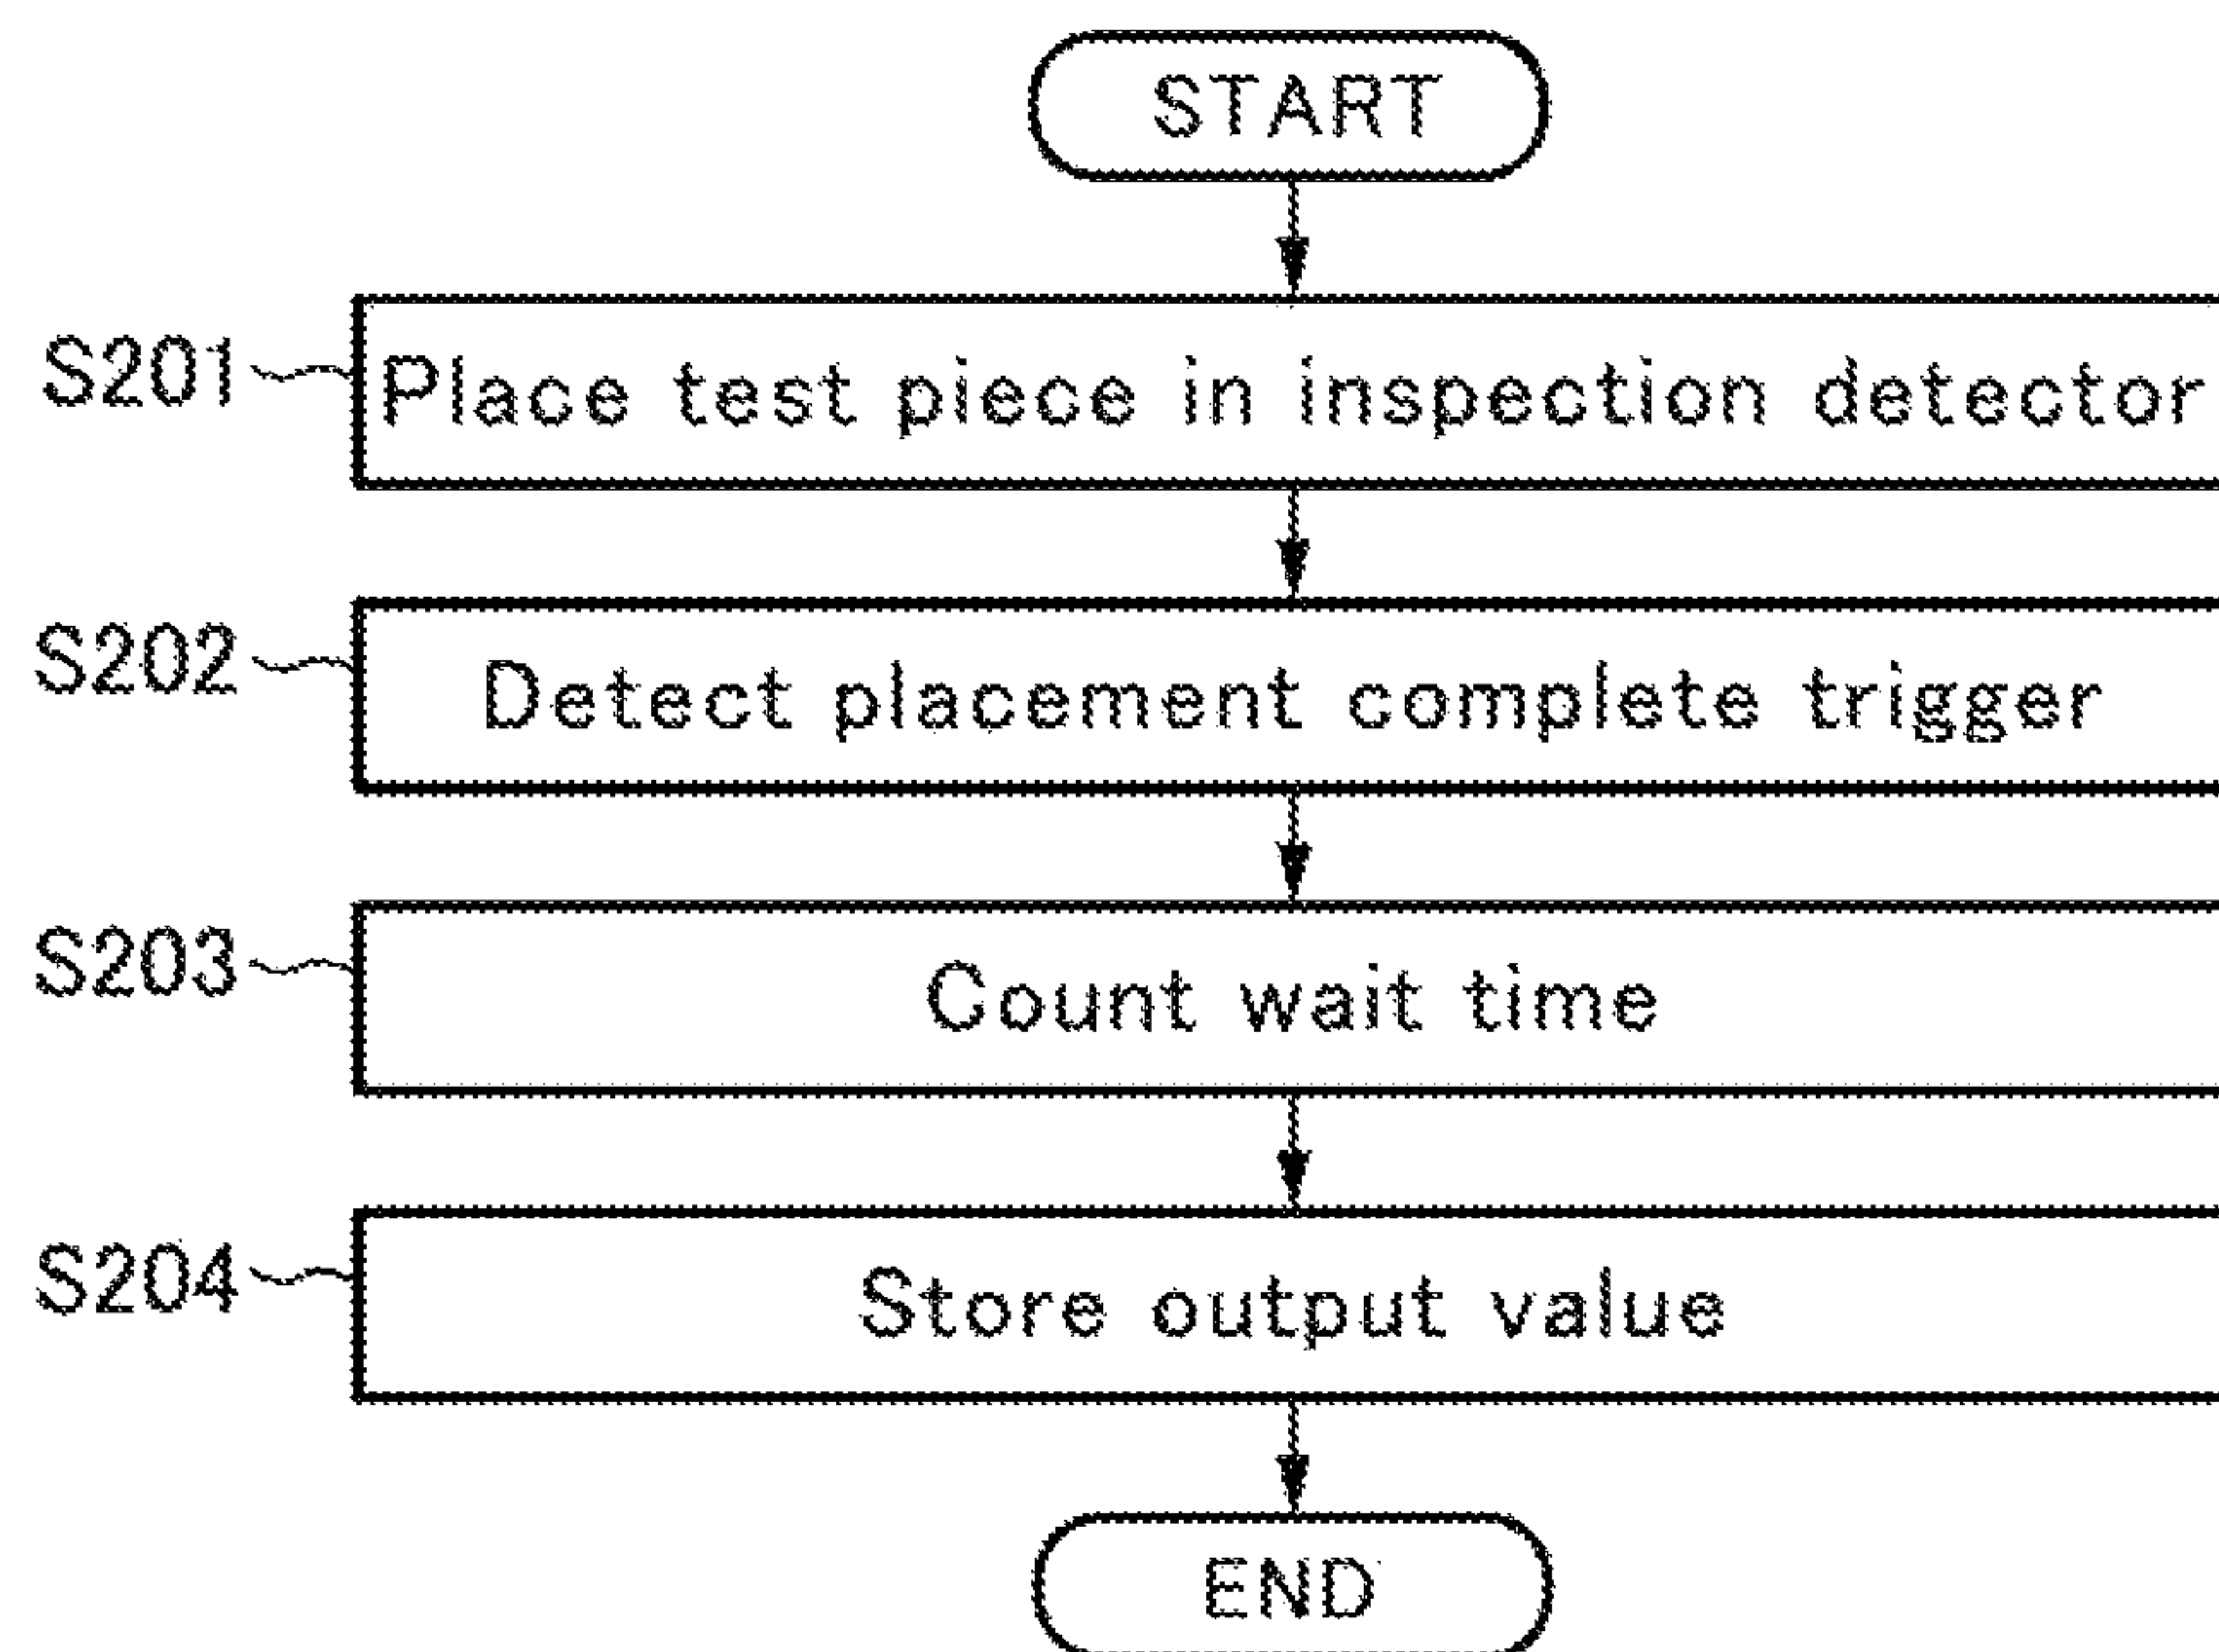 START
S201 Place test piece in inspection detector
S202 Detect placement complete trigger
S203 Count wait time
S204 Store output value
END